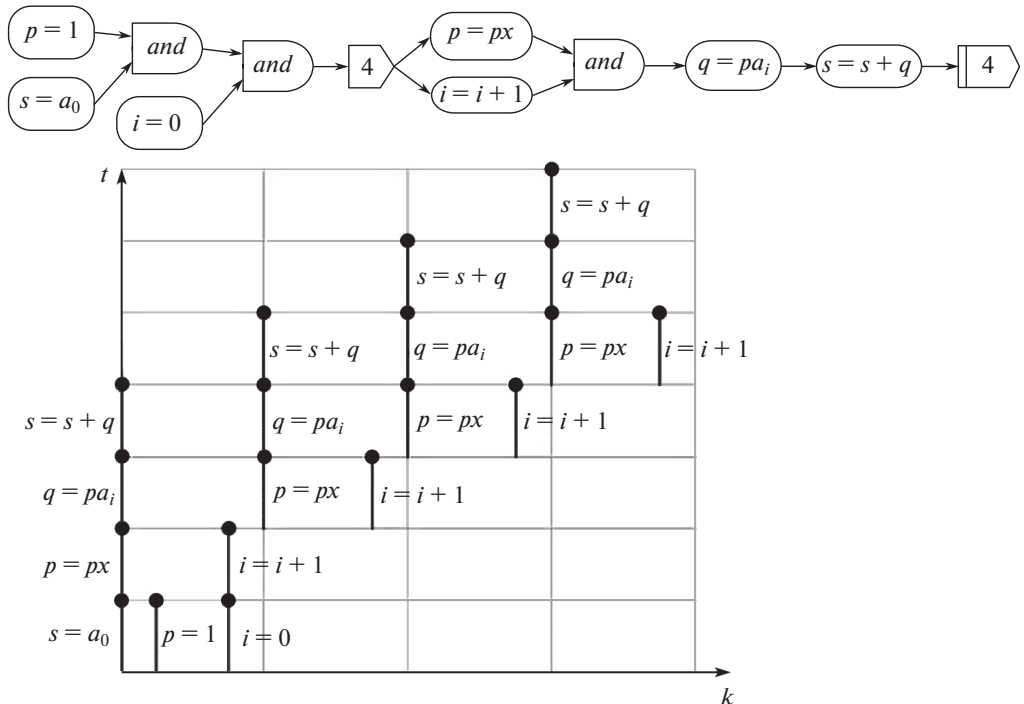 p = 1
and
p = px
and
4
and
q = pa_i
s = s + q
4
s = a_0
i = 0
i = i + 1
t
s = s + q
s = s + q
q = pa_i
s = s + q
q = pa_i
p = px
i = i + 1
s = s + q
q = pa_i
p = px
i = i + 1
q = pa_i
p = px
i = i + 1
p = px
i = i + 1
s = a_0
p = 1
i = 0
k